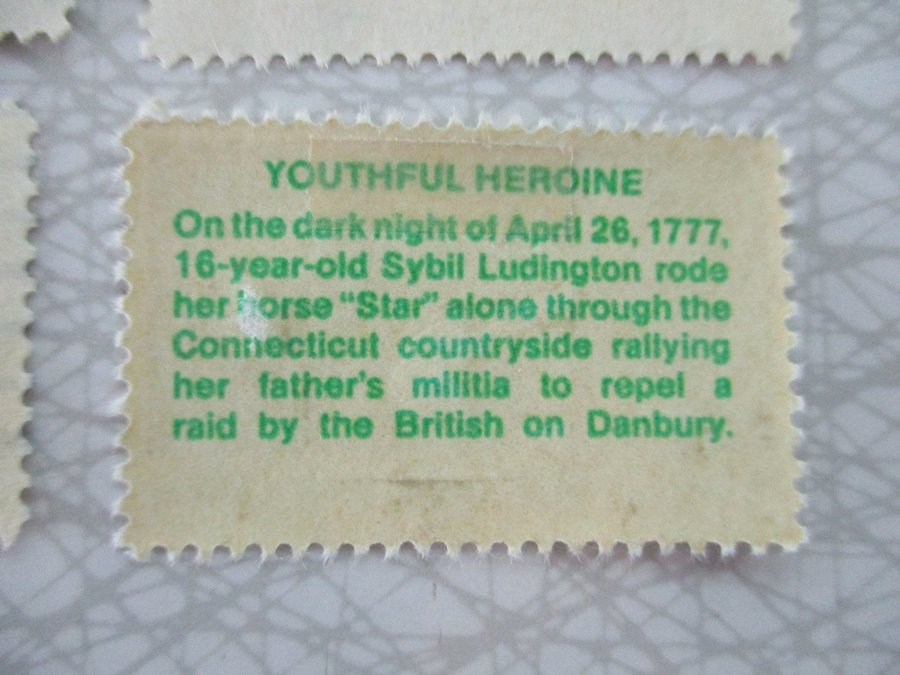 YOUTHFUL HEROINE
On the dark night of April 26, 1777,
16-year-old Sybil Ludington rode
her horse "Star" alone through the
Connecticut countryside rallying
her father's militia to repel a
raid by the British on Danbury.